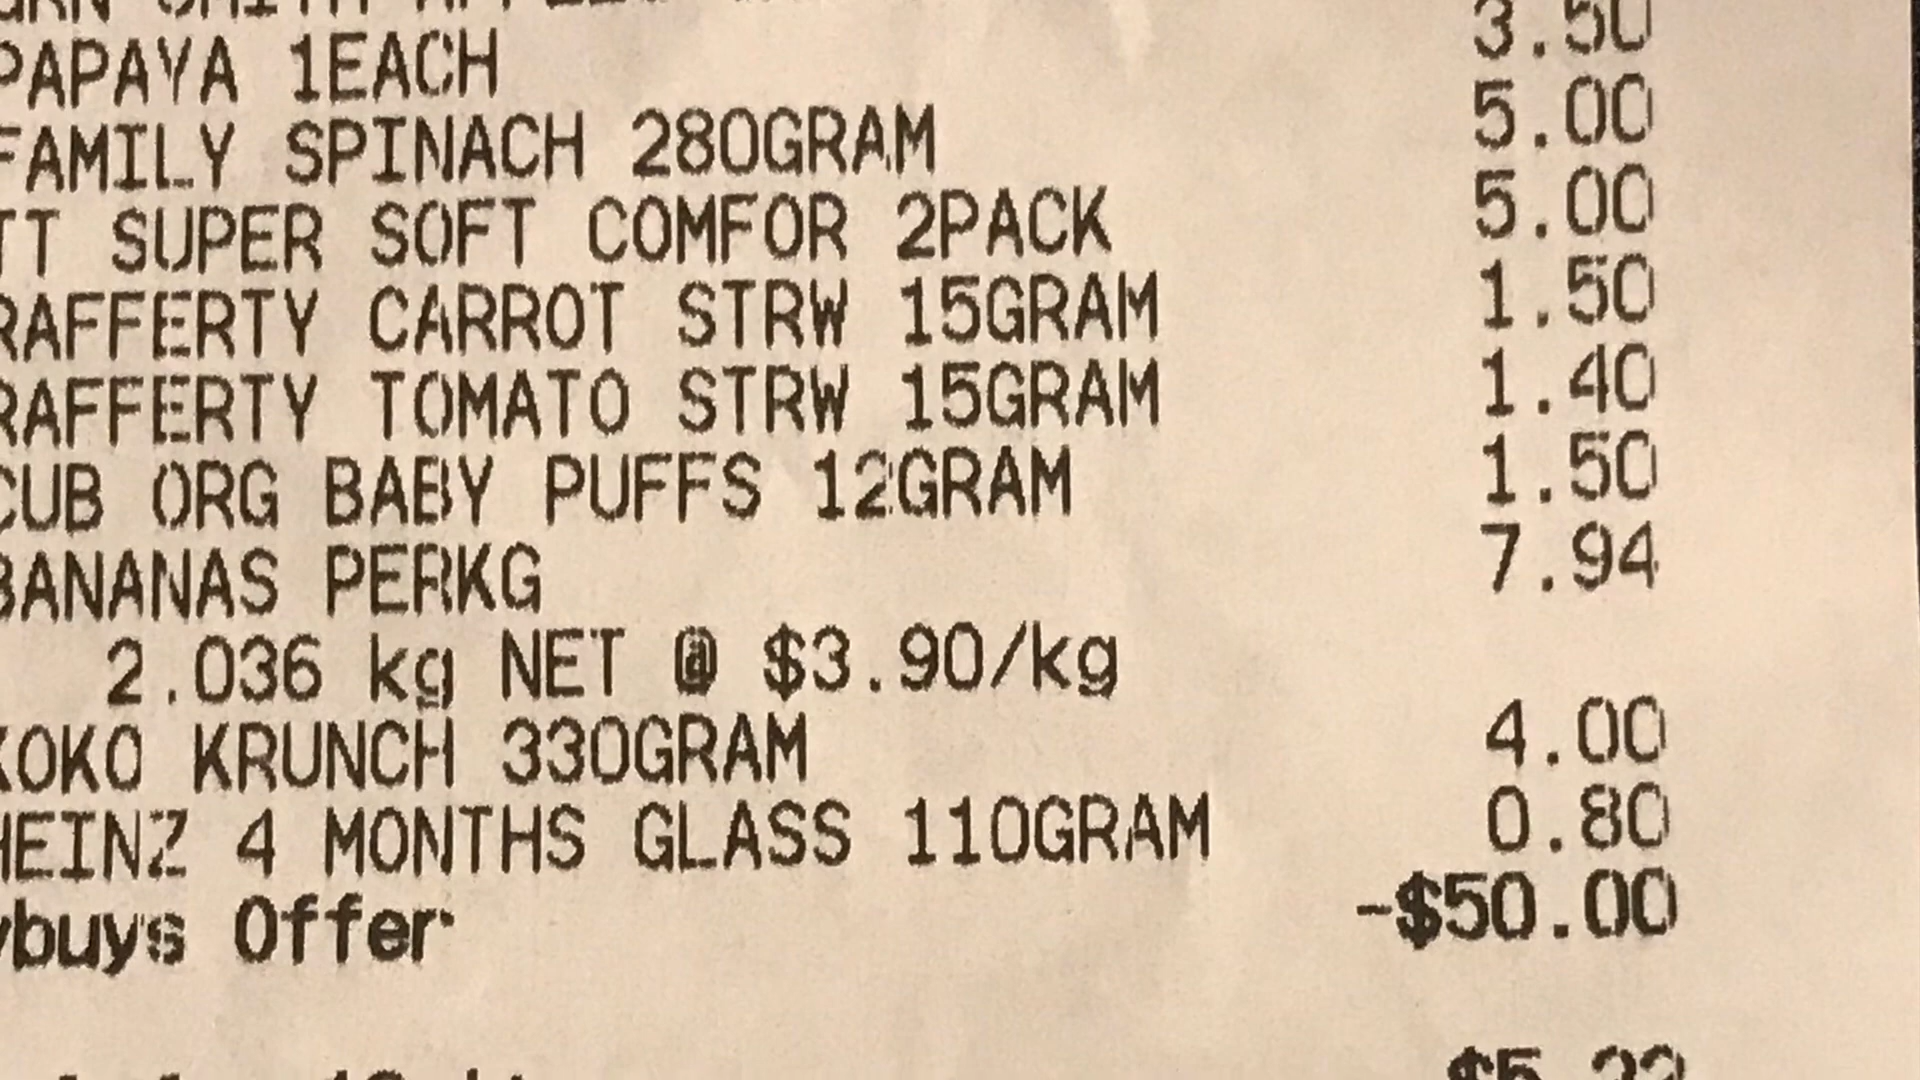 PAPAYA 1EACH 3.50
FAMILY SPINACH 280GRAM 5.00
TT SUPER SOFT COMFOR 2PACK 5.00
RAFFERTY CARROT STRW 15GRAM 1.50
RAFFERTY TOMATO STRW 15GRAM 1.40
CUB ORG BABY PUFFS 12GRAM 1.50
BANANAS PERKG 7.94
2.036 kg NET @ $3.90/kg
KOKO KRUNCH 330GRAM 4.00
HEINZ 4 MONTHS GLASS 110GRAM 0.80
ybuys Offer -$50.00